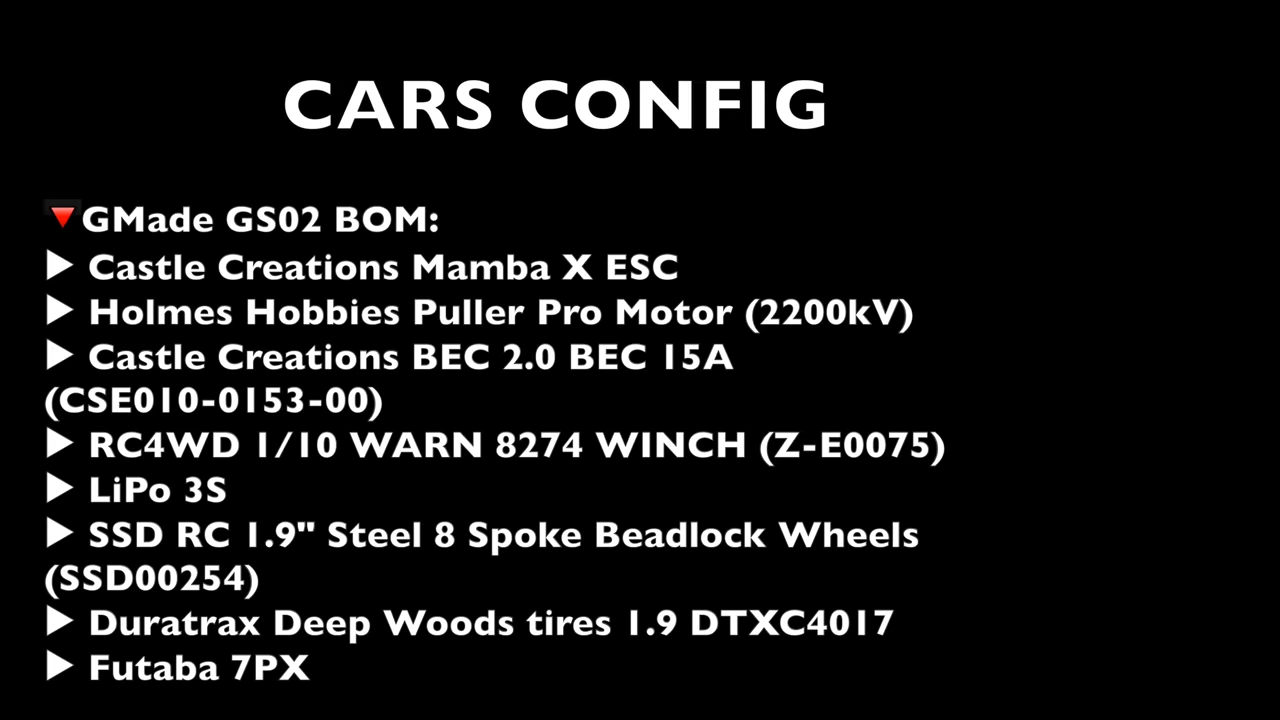 CARS CONFIG
🔻GMade GS02 BOM:
▶ Castle Creations Mamba X ESC
▶ Holmes Hobbies Puller Pro Motor (2200kV)
▶ Castle Creations BEC 2.0 BEC 15A
(CSE010-0153-00)
▶ RC4WD 1/10 WARN 8274 WINCH (Z-E0075)
▶ LiPo 3S
▶ SSD RC 1.9" Steel 8 Spoke Beadlock Wheels
(SSD00254)
▶ Duratrax Deep Woods tires 1.9 DTXC4017
▶ Futaba 7PX